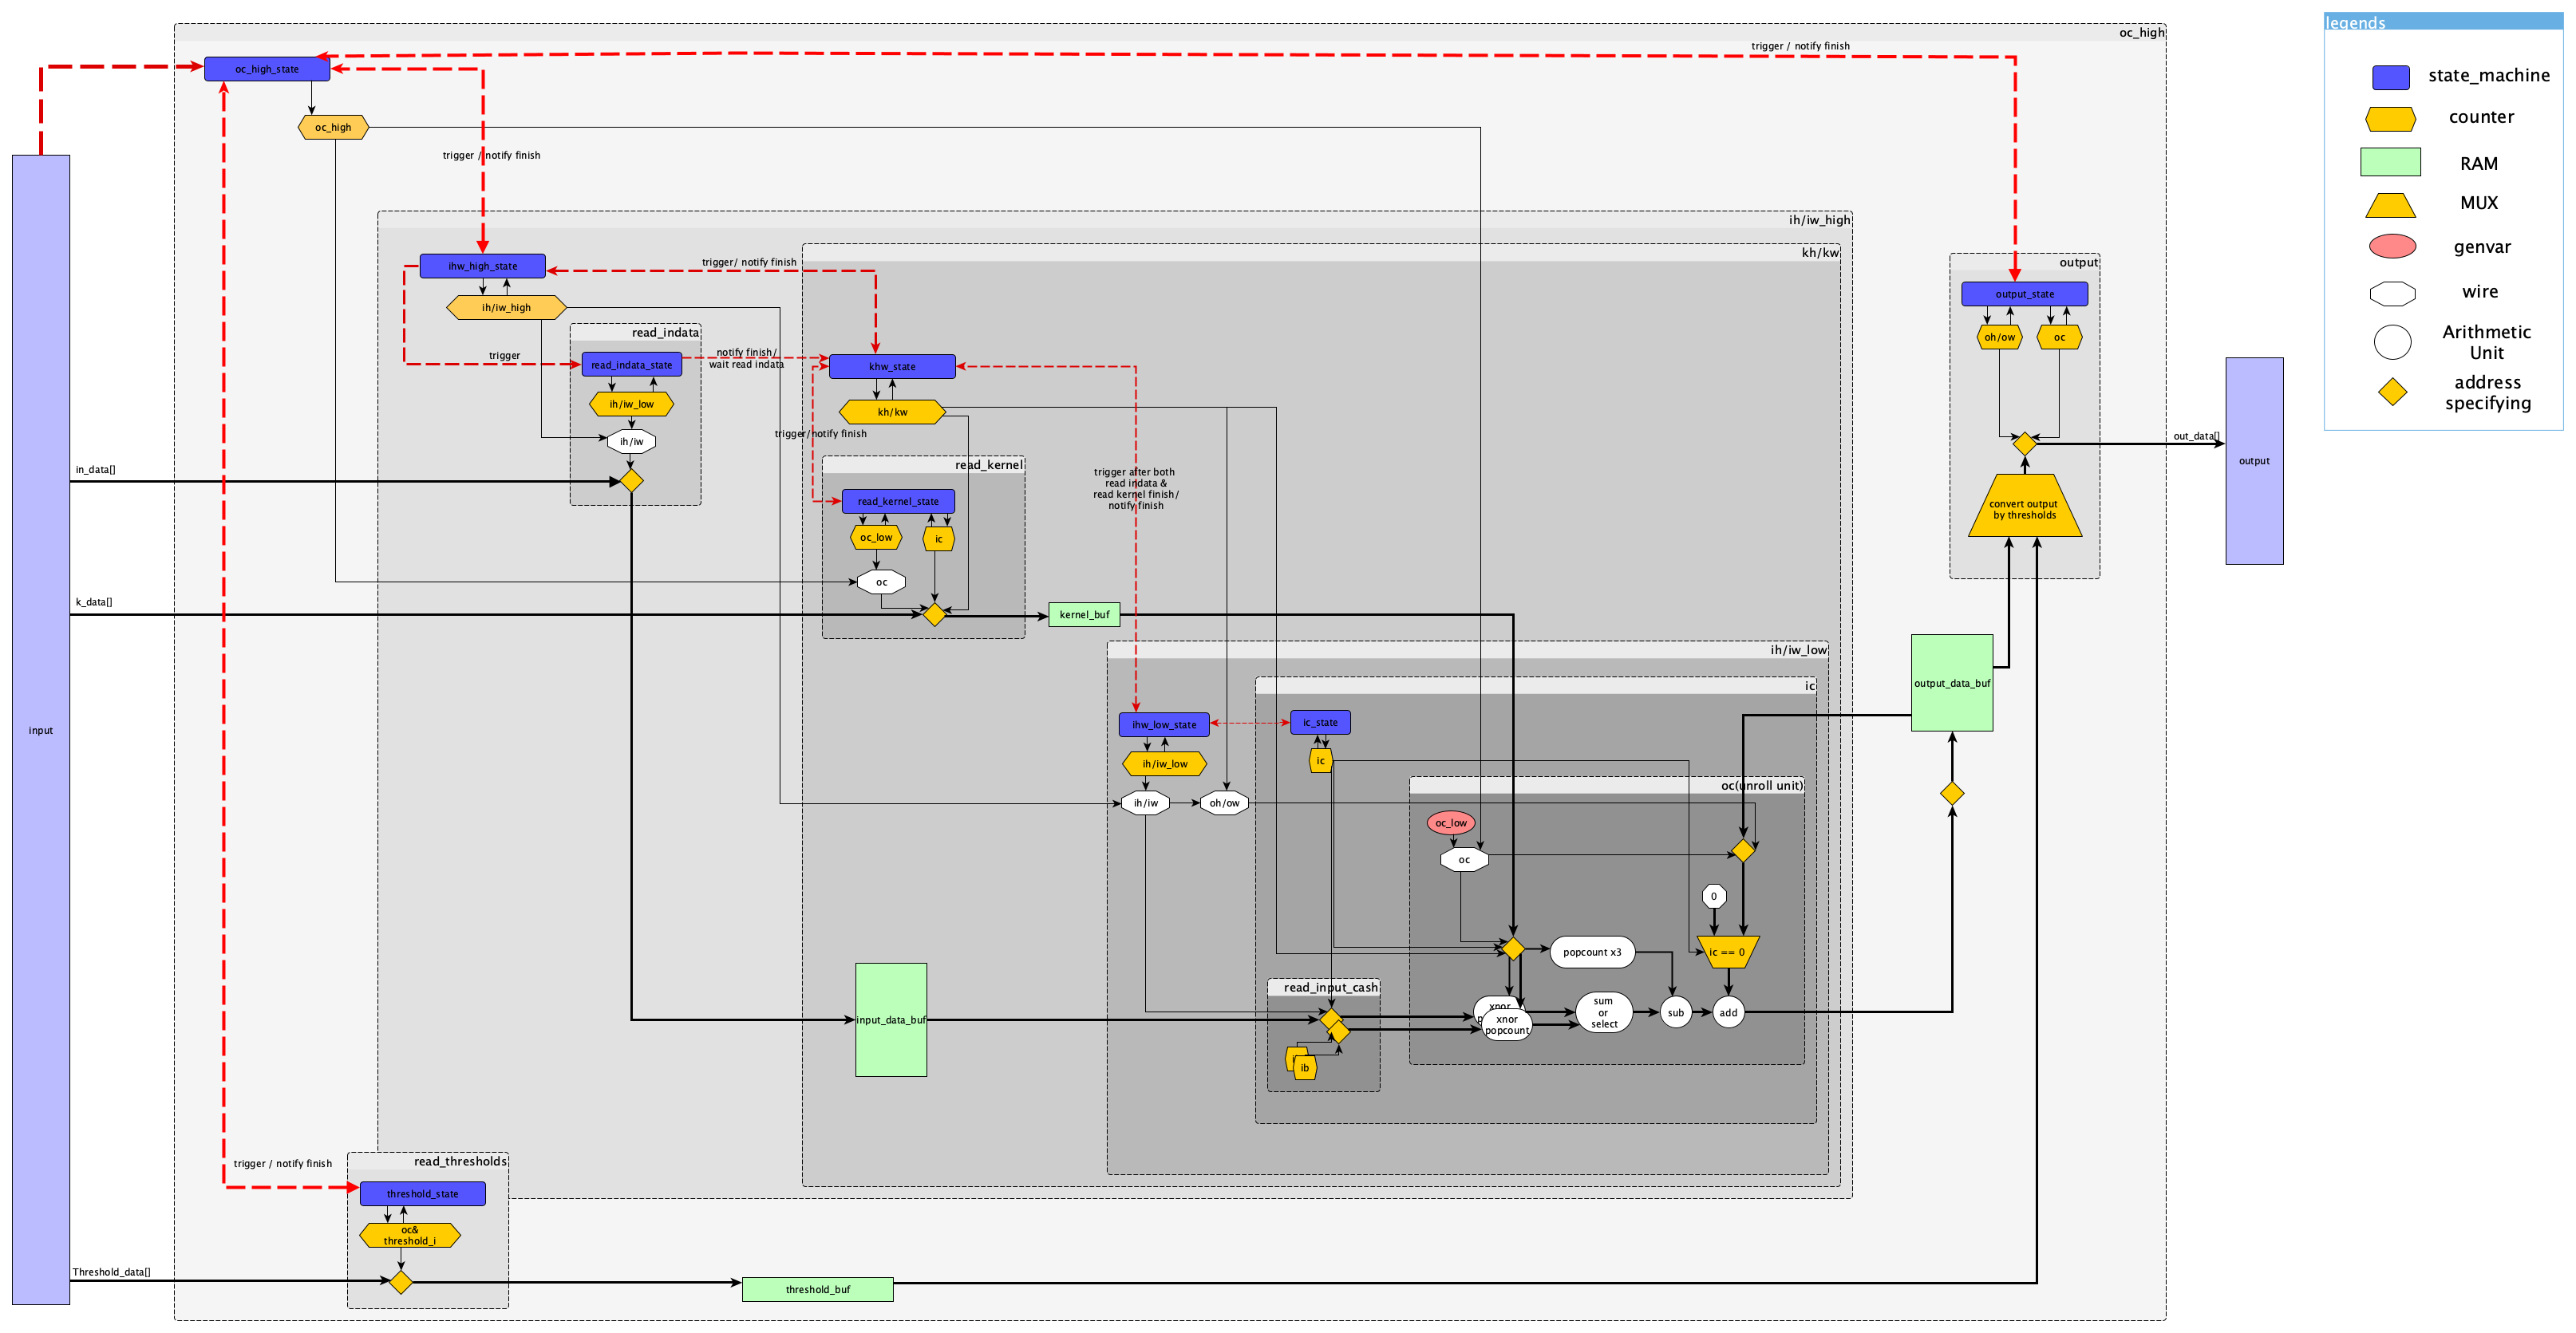 legends
oc_high
trigger / notify finish
oc_high_state
state_machine
oc_high
counter
trigger / notify finish
RAM
MUX
ih/iw_high
genvar
kh/kw
trigger/ notify finish
output
ihw_high_state
wire
output_state
ih/iw_high
oh/ow
oc
Arithmetic
Unit
read_indata
trigger
notify finish/
wait read indata
read_indata_state
khw_state
address
specifying
ih/iw_low
kh/kw
trigger/notify finish
ih/iw
out_data[]
output
in_data[]
read_kernel
trigger after both
read indata &
read kernel finish/
notify finish
read_kernel_state
convert output
by thresholds
oc_low
ic
oc
k_data[]
kernel_buf
ih/iw_low
ic
output_data_buf
input
ihw_low_state
ic_state
ih/iw_low
ic
oc(unroll unit)
ih/iw
oh/ow
oc_low
oc
0
popcount x3
ic == 0
read_input_cash
input_data_buf
xnor
xnor
popcount
sum
or
select
sub
add
ib
trigger / notify finish
read_thresholds
threshold_state
oc&
threshold_i
Threshold_data[]
threshold_buf